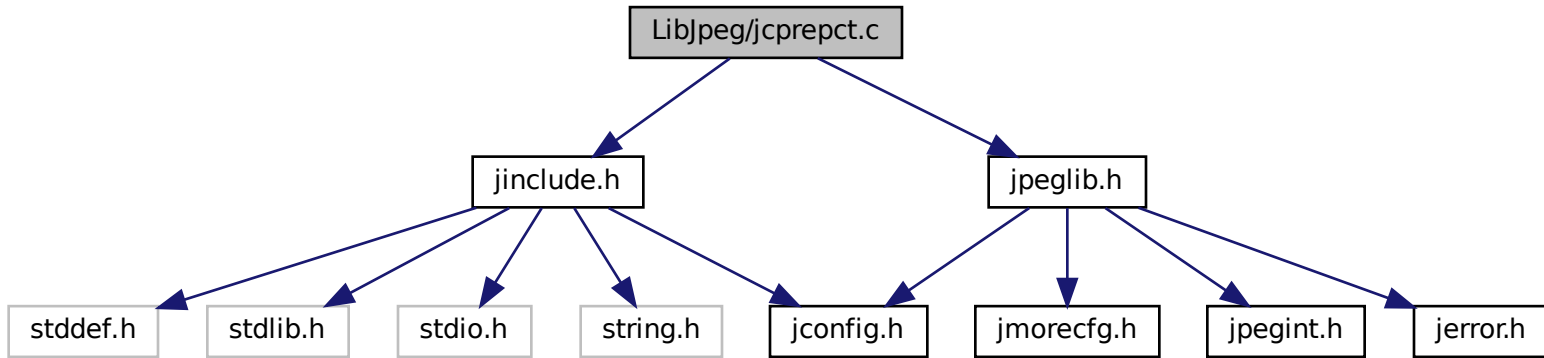 LibJpeg/jcprepct.c
jinclude.h
jpeglib.h
stddef.h
stdlib.h
stdio.h
string.h
jconfig.h
jmorecfg.h
jpegint.h
jerror.h